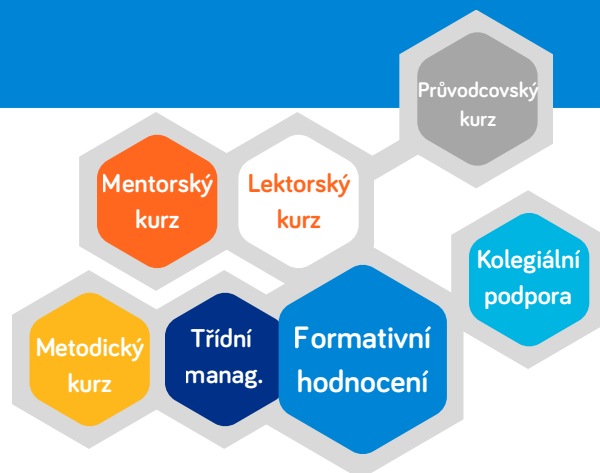 Průvodcovský
kurz
Mentorský
kurz
Lektorský
kurz
Kolegiální
podpora
Metodický
kurz
Třídní
manag.
Formativní
hodnocení